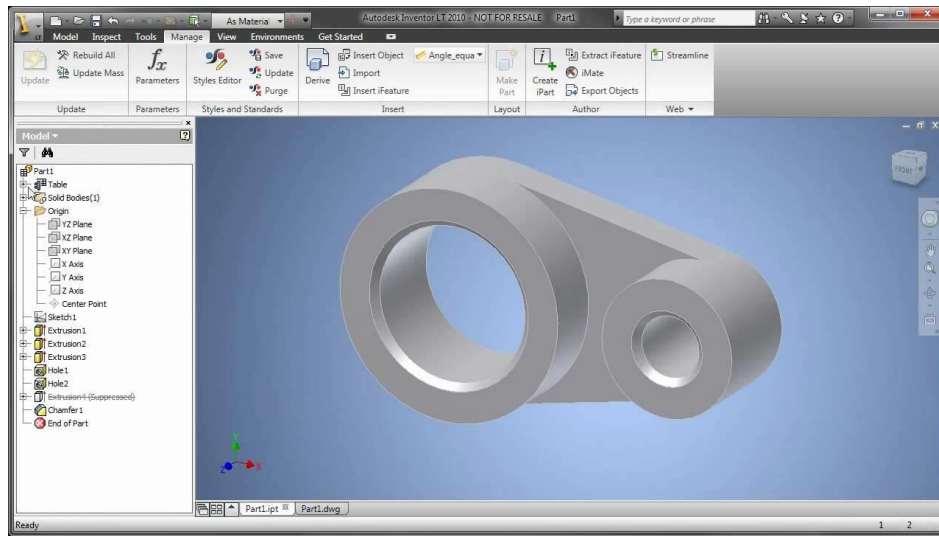 As Material
Autodesk Inventor LT 2010 - NOT FOR RESALE Part1
Type a keyword or phrase
LT
Model Inspect Tools Manage View Environments Get Started
Update
Rebuild All
Update Mass
Update
fx
Parameters
Parameters
Styles Editor
Save
Update
Purge
Styles and Standards
Derive
Insert Object
Import
Insert iFeature
Angle_equa
Insert
Make Part
Layout
Create iPart
Extract iFeature
iMate
Export Objects
Author
Streamline
Web
Model
Part1
Table
Solid Bodies(1)
Origin
YZ Plane
XZ Plane
XY Plane
X Axis
Y Axis
Z Axis
Center Point
Sketch1
Extrusion1
Extrusion2
Extrusion3
Hole1
Hole2
Extrusion4 (Suppressed)
Chamfer1
End of Part
FRONT
Z X
Part1.ipt Part1.dwg
Ready
1 2